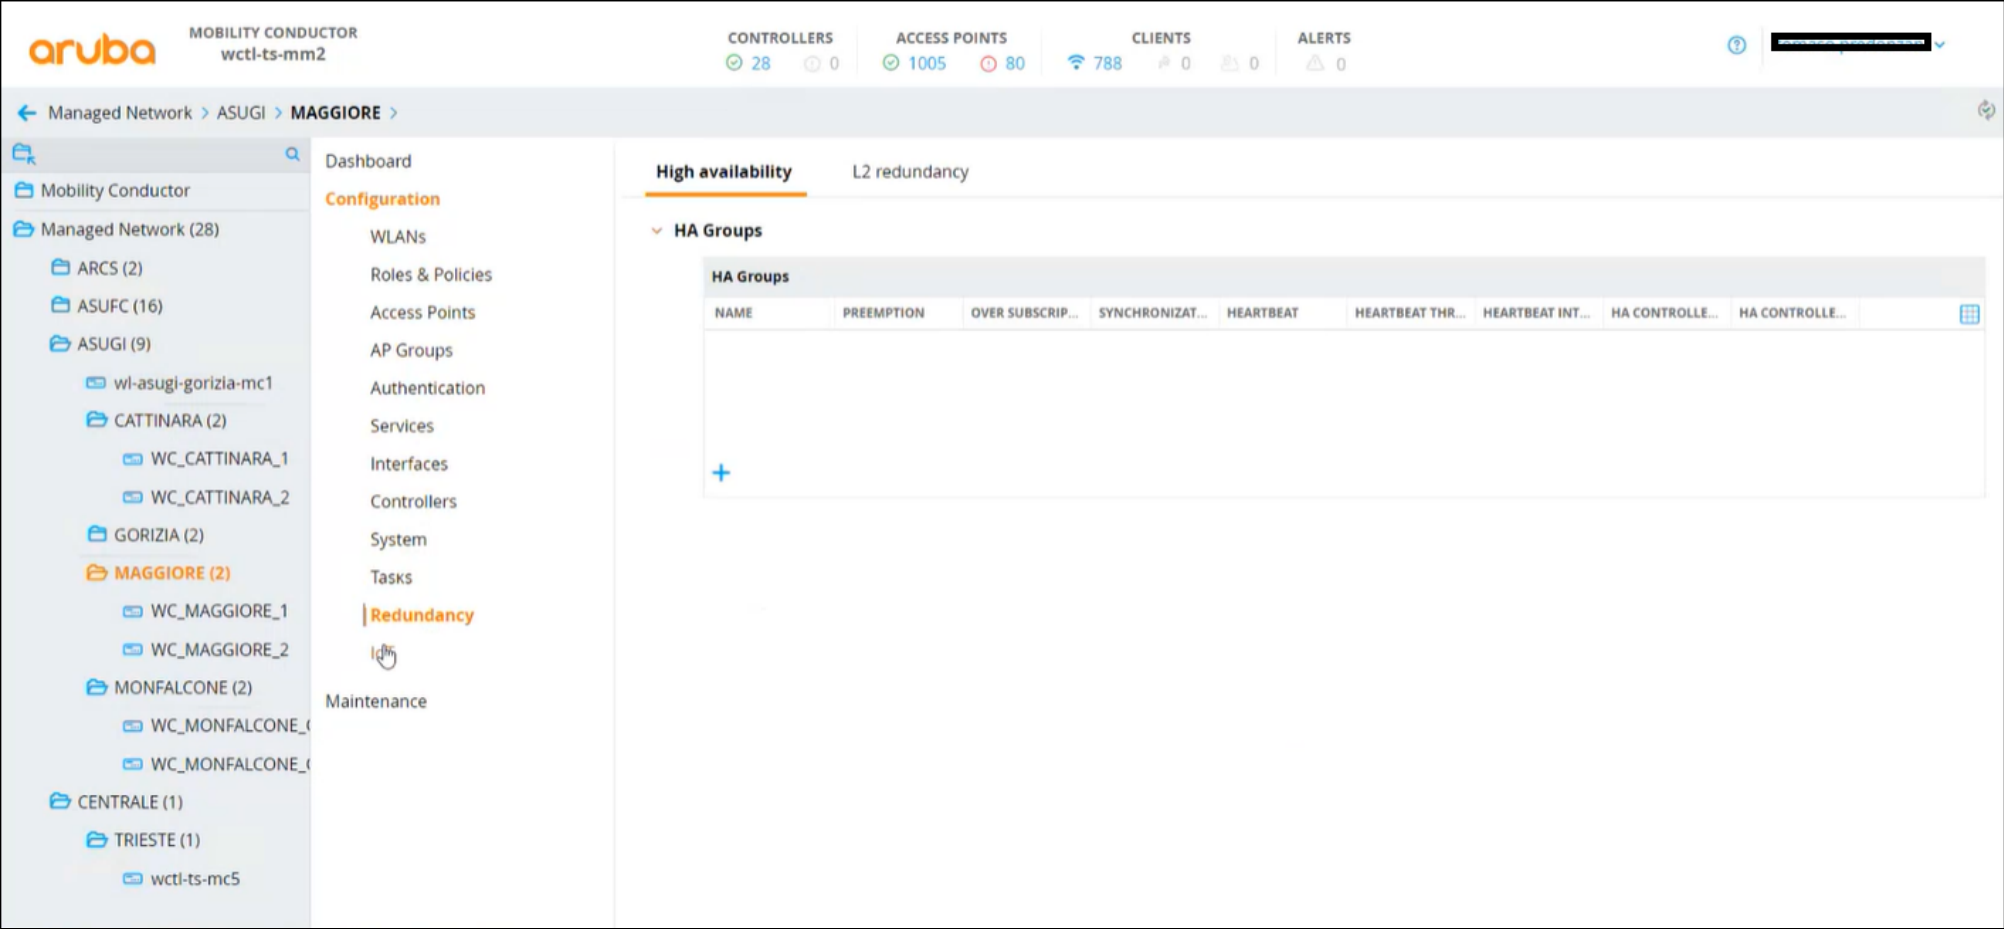 aruba
MOBILITY CONDUCTOR
wctl-ts-mm2
CONTROLLERS
28 0
ACCESS POINTS
1005 80
CLIENTS
788 0 0
ALERTS
0
Managed Network > ASUGI > MAGGIORE >
Mobility Conductor
Managed Network (28)
ARCS (2)
ASUFC (16)
ASUGI (9)
wl-asugi-gorizia-mc1
CATTINARA (2)
WC_CATTINARA_1
WC_CATTINARA_2
GORIZIA (2)
MAGGIORE (2)
WC_MAGGIORE_1
WC_MAGGIORE_2
MONFALCONE (2)
WC_MONFALCONE_
WC_MONFALCONE_
CENTRALE (1)
TRIESTE (1)
wctl-ts-mc5
Dashboard
Configuration
WLANs
Roles & Policies
Access Points
AP Groups
Authentication
Services
Interfaces
Controllers
System
Tasks
Redundancy
Maintenance
High availability
L2 redundancy
HA Groups
HA Groups
NAME PREEMPTION OVER SUBSCRIP... SYNCHRONIZAT... HEARTBEAT HEARTBEAT THR... HEARTBEAT INT... HA CONTROLLE... HA CONTROLLE...
+